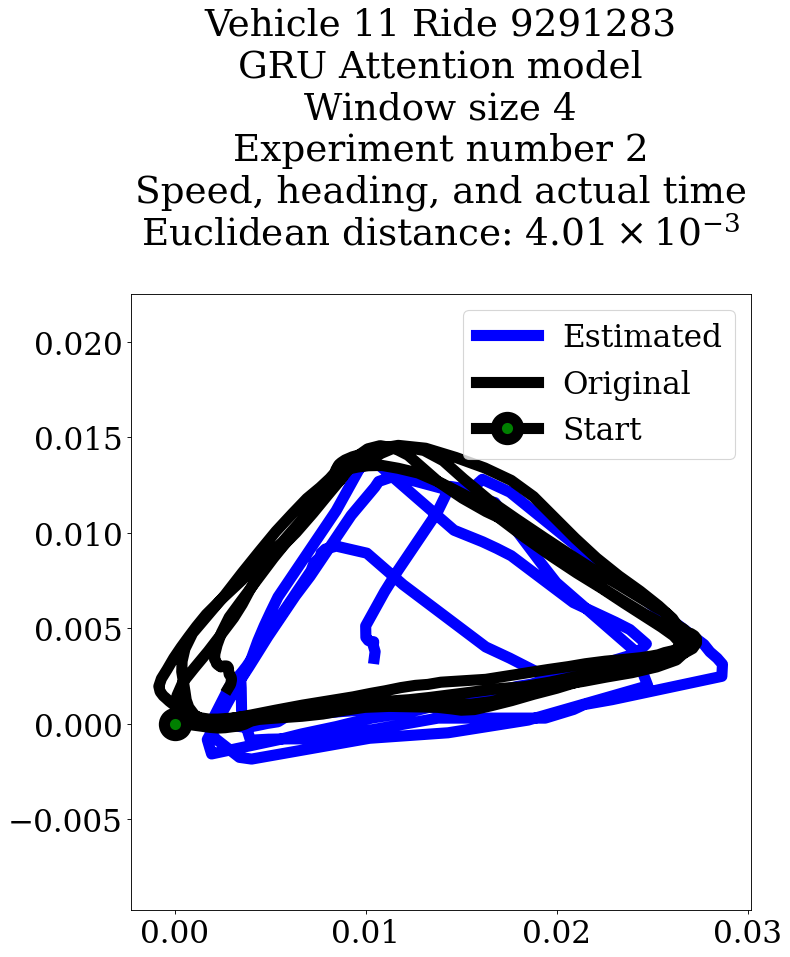 Vehicle 11 Ride 9291283
GRU Attention model
Window size 4
Experiment number 2
Speed, heading, and actual time
Euclidean distance: 4.01 × 10⁻³
Estimated
Original
Start
0.020
0.015
0.010
0.005
0.000
−0.005
0.00 0.01 0.02 0.03